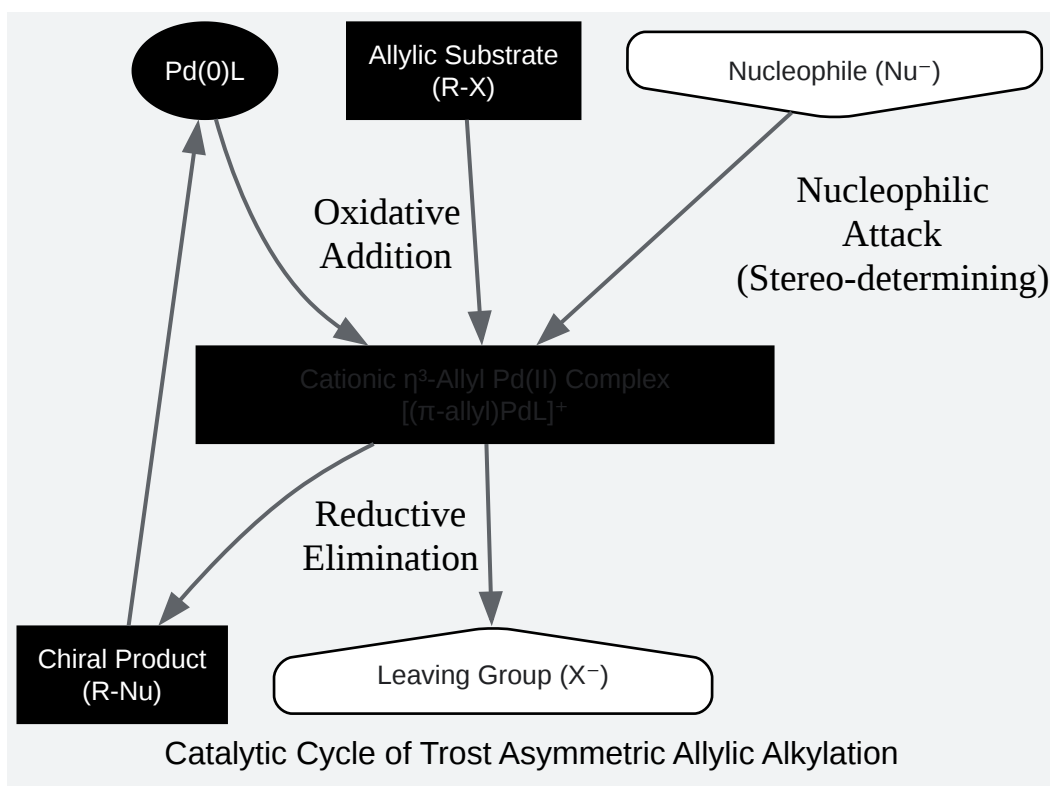 Pd(0)L
Allylic Substrate
(R-X)
Nucleophile (Nu⁻)
Nucleophilic
Attack
(Stereo-determining)
Oxidative
Addition
Cationic η³-Allyl Pd(II) Complex
[(π-allyl)PdL]⁺
Reductive
Elimination
Chiral Product
(R-Nu)
Leaving Group (X⁻)
Catalytic Cycle of Trost Asymmetric Allylic Alkylation